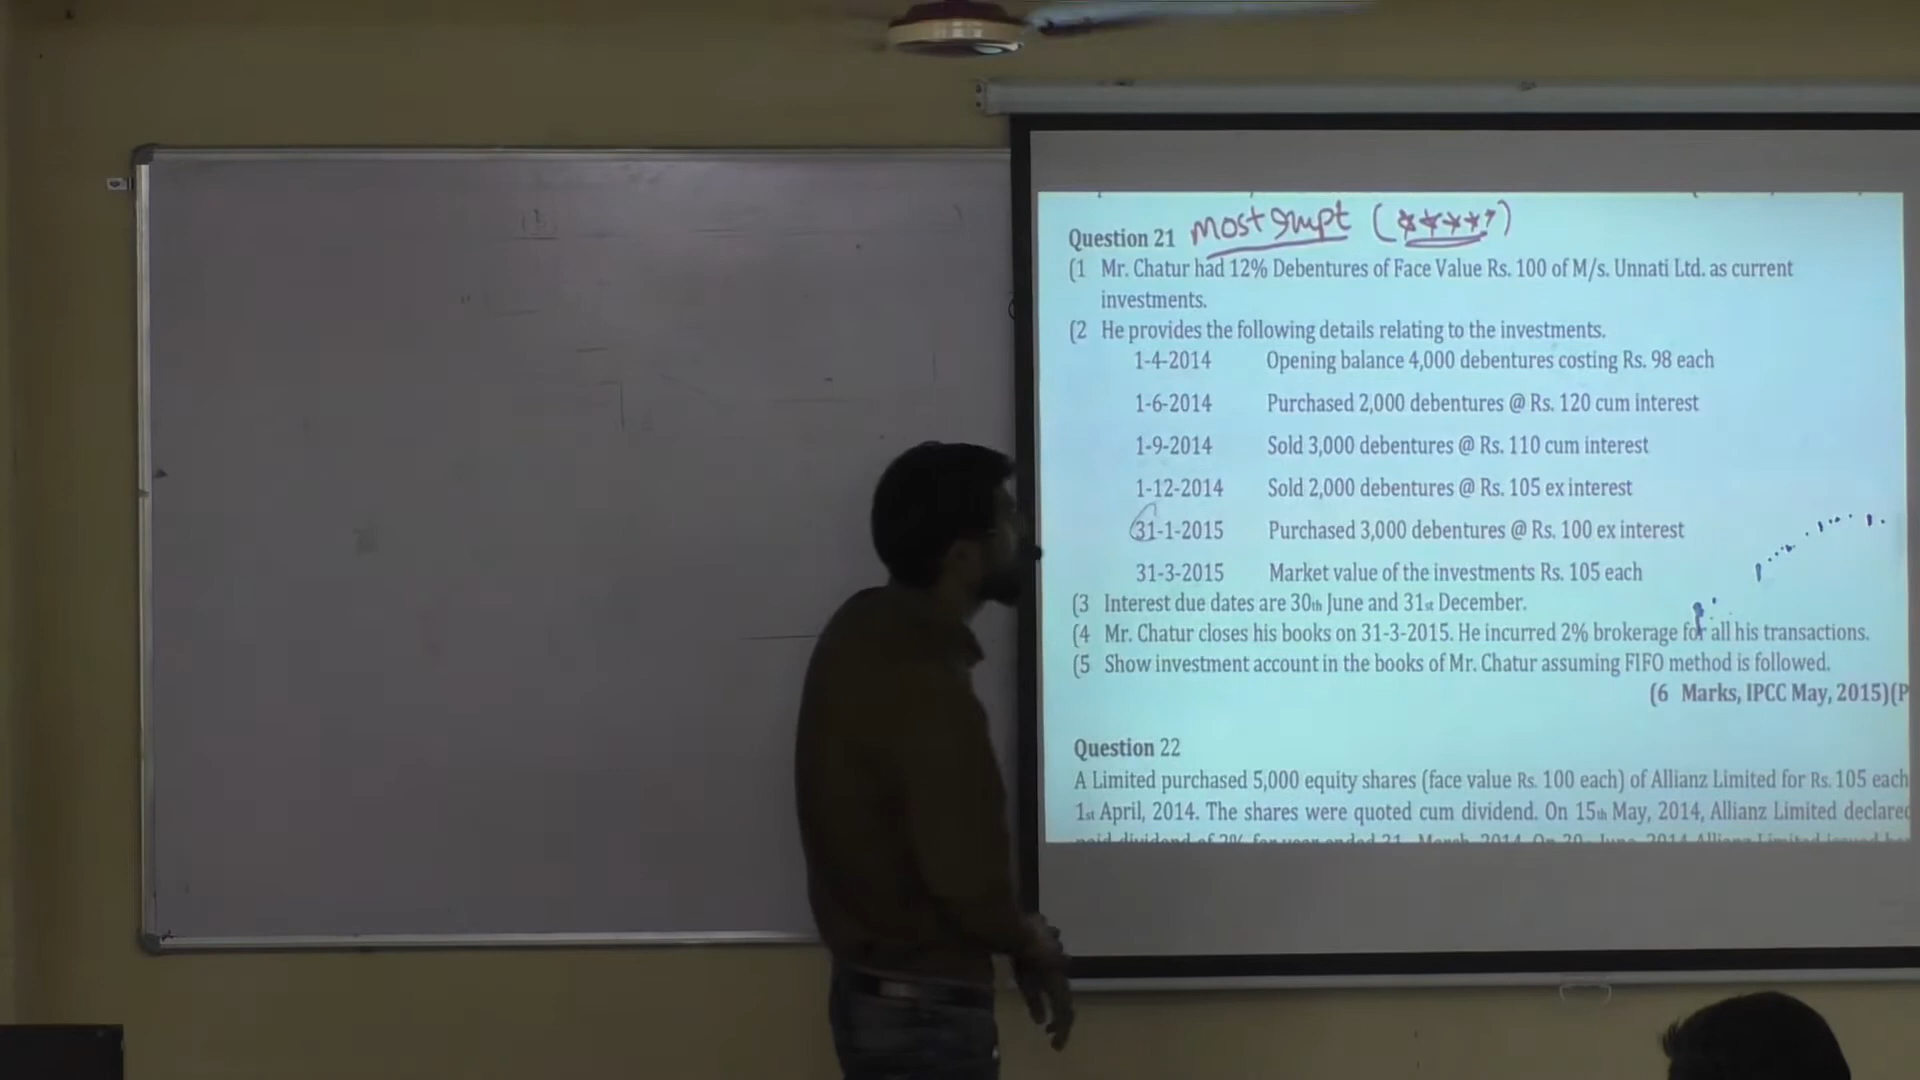 Question 21 most Impt (*****)
(1 Mr. Chatur had 12% Debentures of Face Value Rs. 100 of M/s. Unnati Ltd. as current
investments.
(2 He provides the following details relating to the investments.
1-4-2014 Opening balance 4,000 debentures costing Rs. 98 each
1-6-2014 Purchased 2,000 debentures @ Rs. 120 cum interest
1-9-2014 Sold 3,000 debentures @ Rs. 110 cum interest
1-12-2014 Sold 2,000 debentures @ Rs. 105 ex interest
31-1-2015 Purchased 3,000 debentures @ Rs. 100 ex interest
31-3-2015 Market value of the investments Rs. 105 each
(3 Interest due dates are 30th June and 31st December.
(4 Mr. Chatur closes his books on 31-3-2015. He incurred 2% brokerage for all his transactions.
(5 Show investment account in the books of Mr. Chatur assuming FIFO method is followed.
(6 Marks, IPCC May, 2015)(P
Question 22
A Limited purchased 5,000 equity shares (face value Rs. 100 each) of Allianz Limited for Rs. 105 each
1st April, 2014. The shares were quoted cum dividend. On 15th May, 2014, Allianz Limited declared